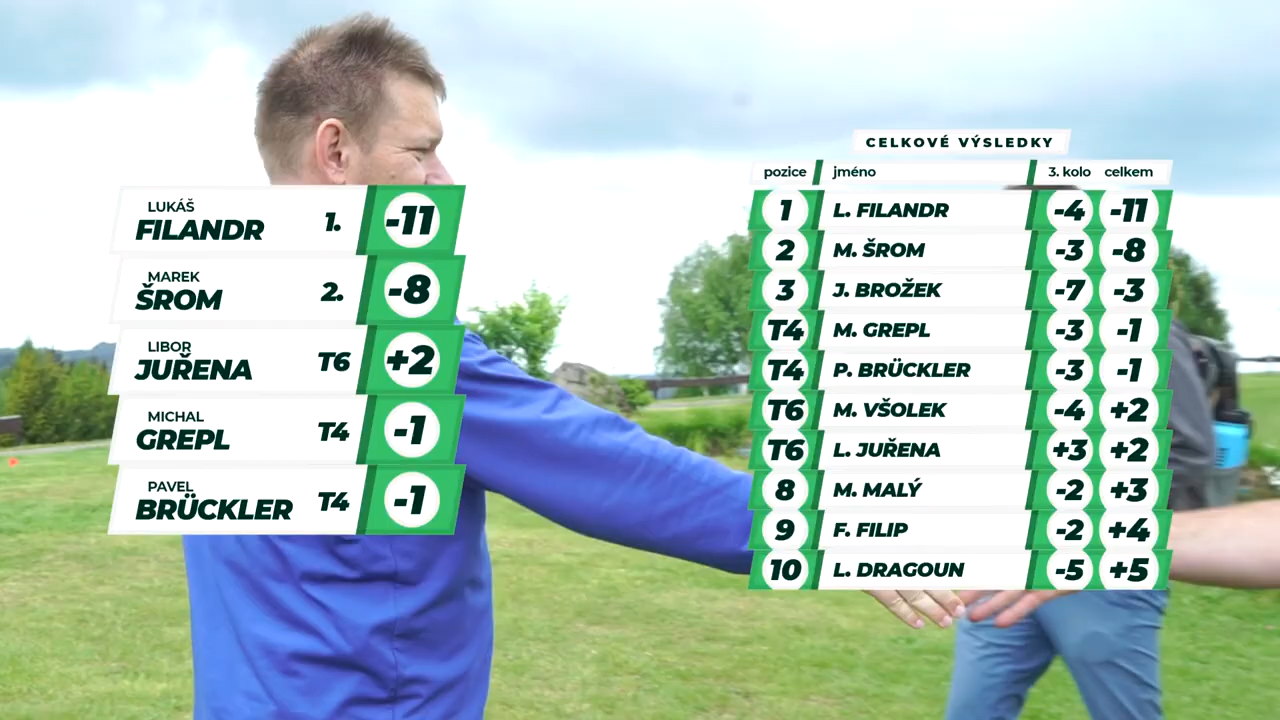 LUKÁŠ
FILANDR 1. -11
MAREK
ŠROM 2. -8
LIBOR
JUŘENA T6 +2
MICHAL
GREPL T4 -1
PAVEL
BRÜCKLER T4 -1
CELKOVÉ VÝSLEDKY
pozice jméno 3. kolo celkem
1 L. FILANDR -4 -11
2 M. ŠROM -3 -8
3 J. BROŽEK -7 -3
T4 M. GREPL -3 -1
T4 P. BRÜCKLER -3 -1
T6 M. VŠOLEK -4 +2
T6 L. JUŘENA +3 +2
8 M. MALÝ -2 +3
9 F. FILIP -2 +4
10 L. DRAGOUN -5 +5